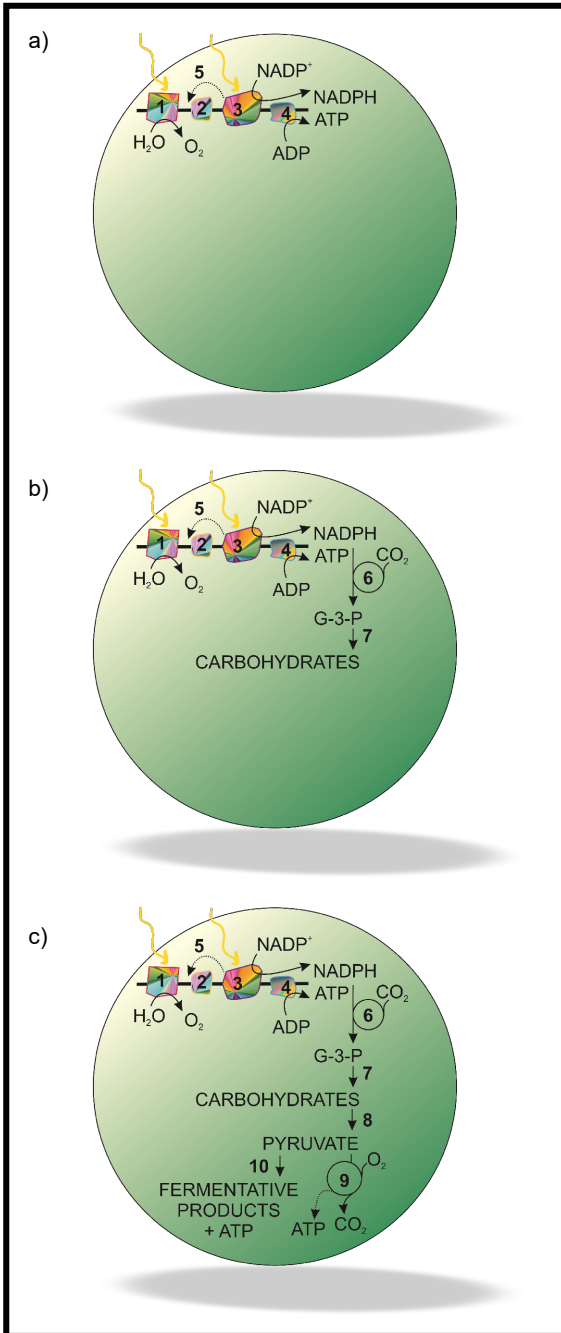 a)
5
NADP⁺
NADPH
1
2
3
4
ATP
H₂O
O₂
ADP
b)
5
NADP⁺
NADPH
1
2
3
4
ATP
CO₂
6
H₂O
O₂
ADP
G-3-P
7
CARBOHYDRATES
c)
5
NADP⁺
NADPH
1
2
3
4
ATP
CO₂
6
H₂O
O₂
ADP
G-3-P
7
CARBOHYDRATES
8
PYRUVATE
10
O₂
9
FERMENTATIVE
PRODUCTS
+ ATP
ATP
CO₂